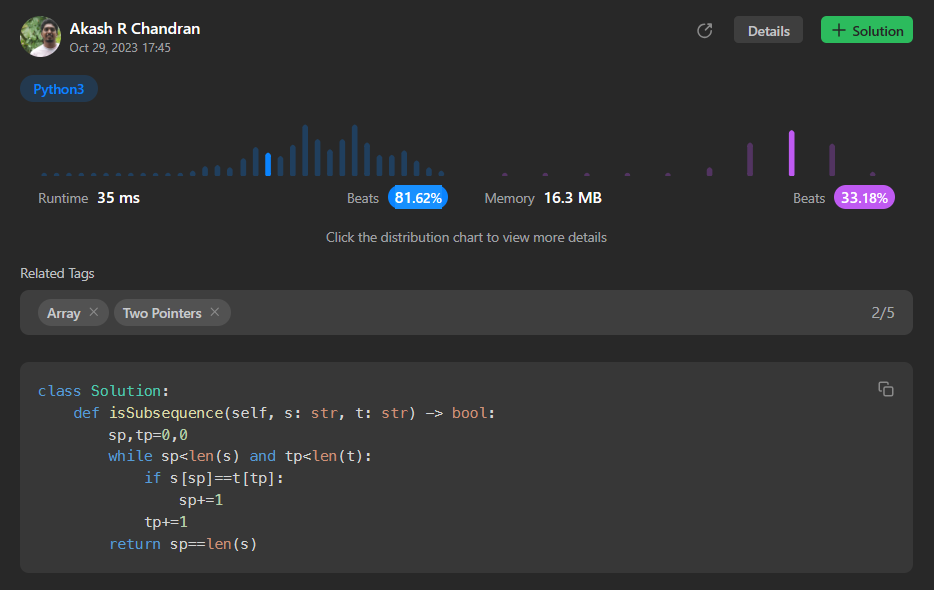 Akash R Chandran
Oct 29, 2023 17:45
Details
+ Solution
Python3
Runtime 35 ms
Beats 81.62%
Memory 16.3 MB
Beats 33.18%
Click the distribution chart to view more details
Related Tags
Array × Two Pointers × 2/5
class Solution:
    def isSubsequence(self, s: str, t: str) -> bool:
        sp,tp=0,0
        while sp<len(s) and tp<len(t):
            if s[sp]==t[tp]:
                sp+=1
            tp+=1
        return sp==len(s)